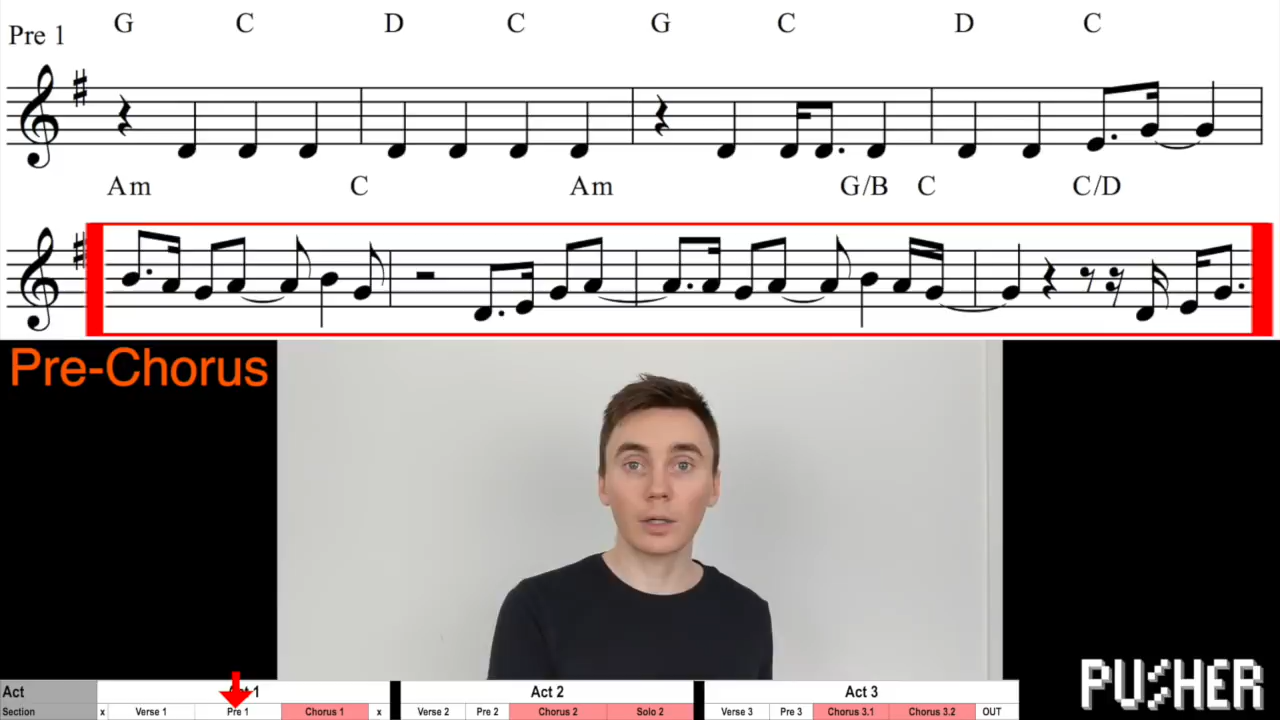 G C D C G C D C
Pre 1
Am C Am G/B C C/D
Pre-Chorus
PUSHER
Act Act 1 Act 2 Act 3
Section x Verse 1 Pre 1 Chorus 1 x Verse 2 Pre 2 Chorus 2 Solo 2 Verse 3 Pre 3 Chorus 3.1 Chorus 3.2 OUT